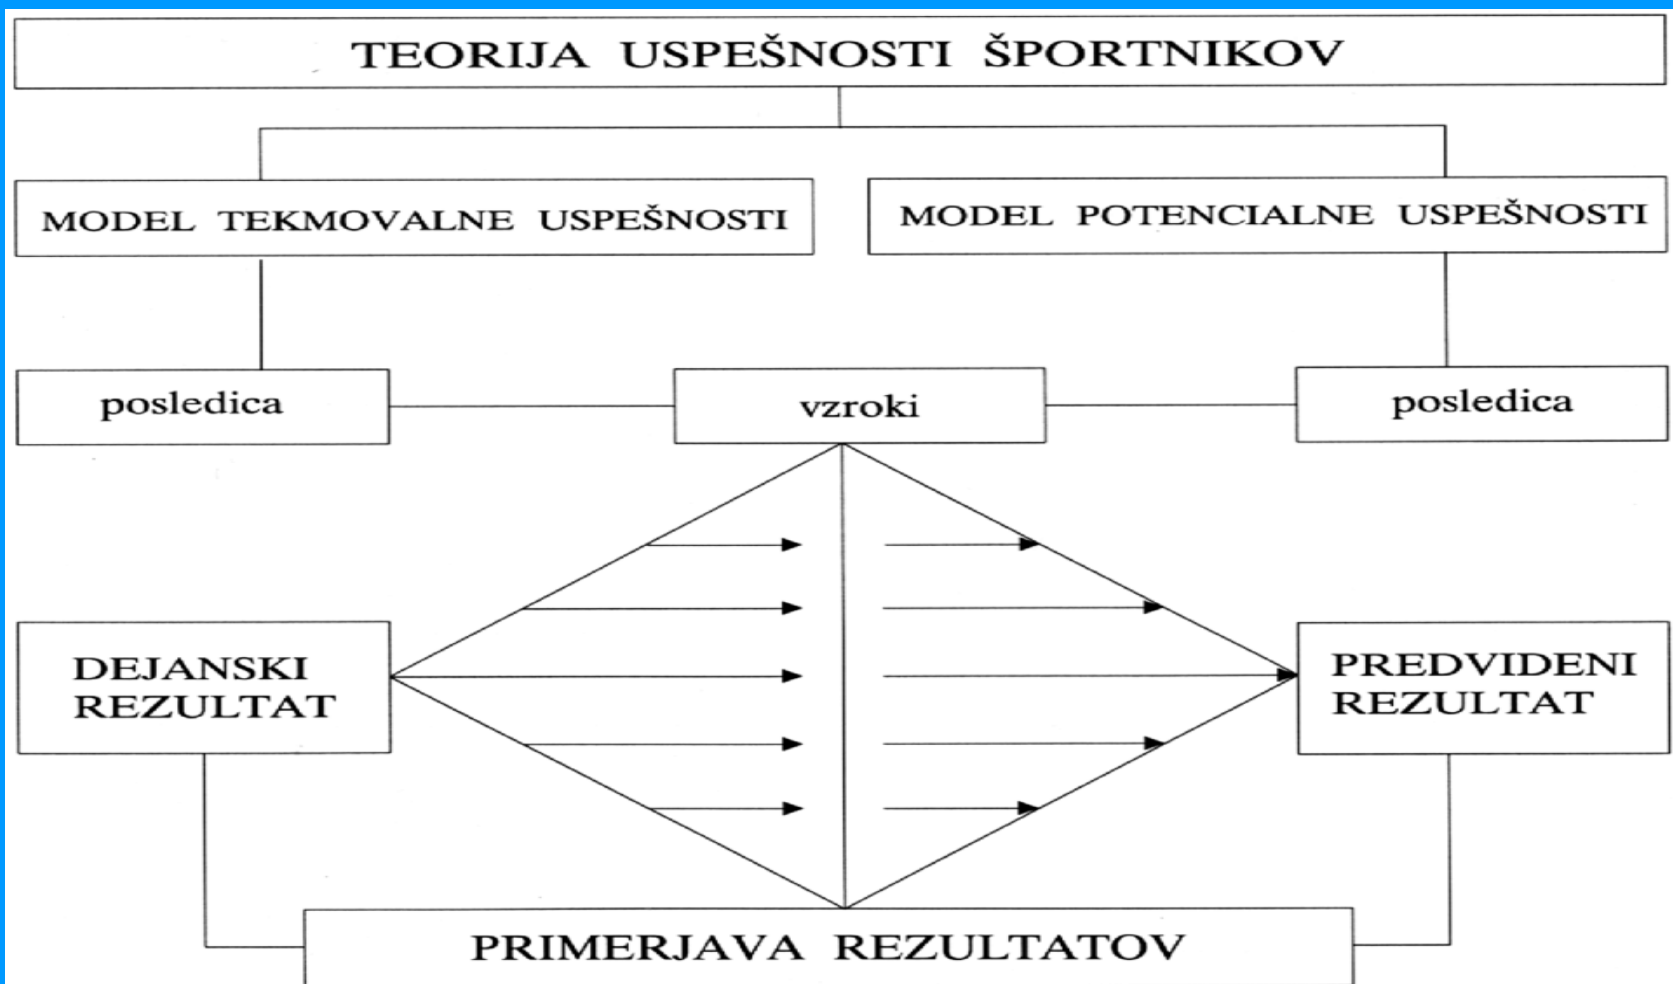 TEORIJA USPEŠNOSTI ŠPORTNIKOV
MODEL TEKMOVALNE USPEŠNOSTI
MODEL POTENCIALNE USPEŠNOSTI
posledica
vzroki
posledica
DEJANSKI
REZULTAT
PREDVIDENI
REZULTAT
PRIMERJAVA REZULTATOV